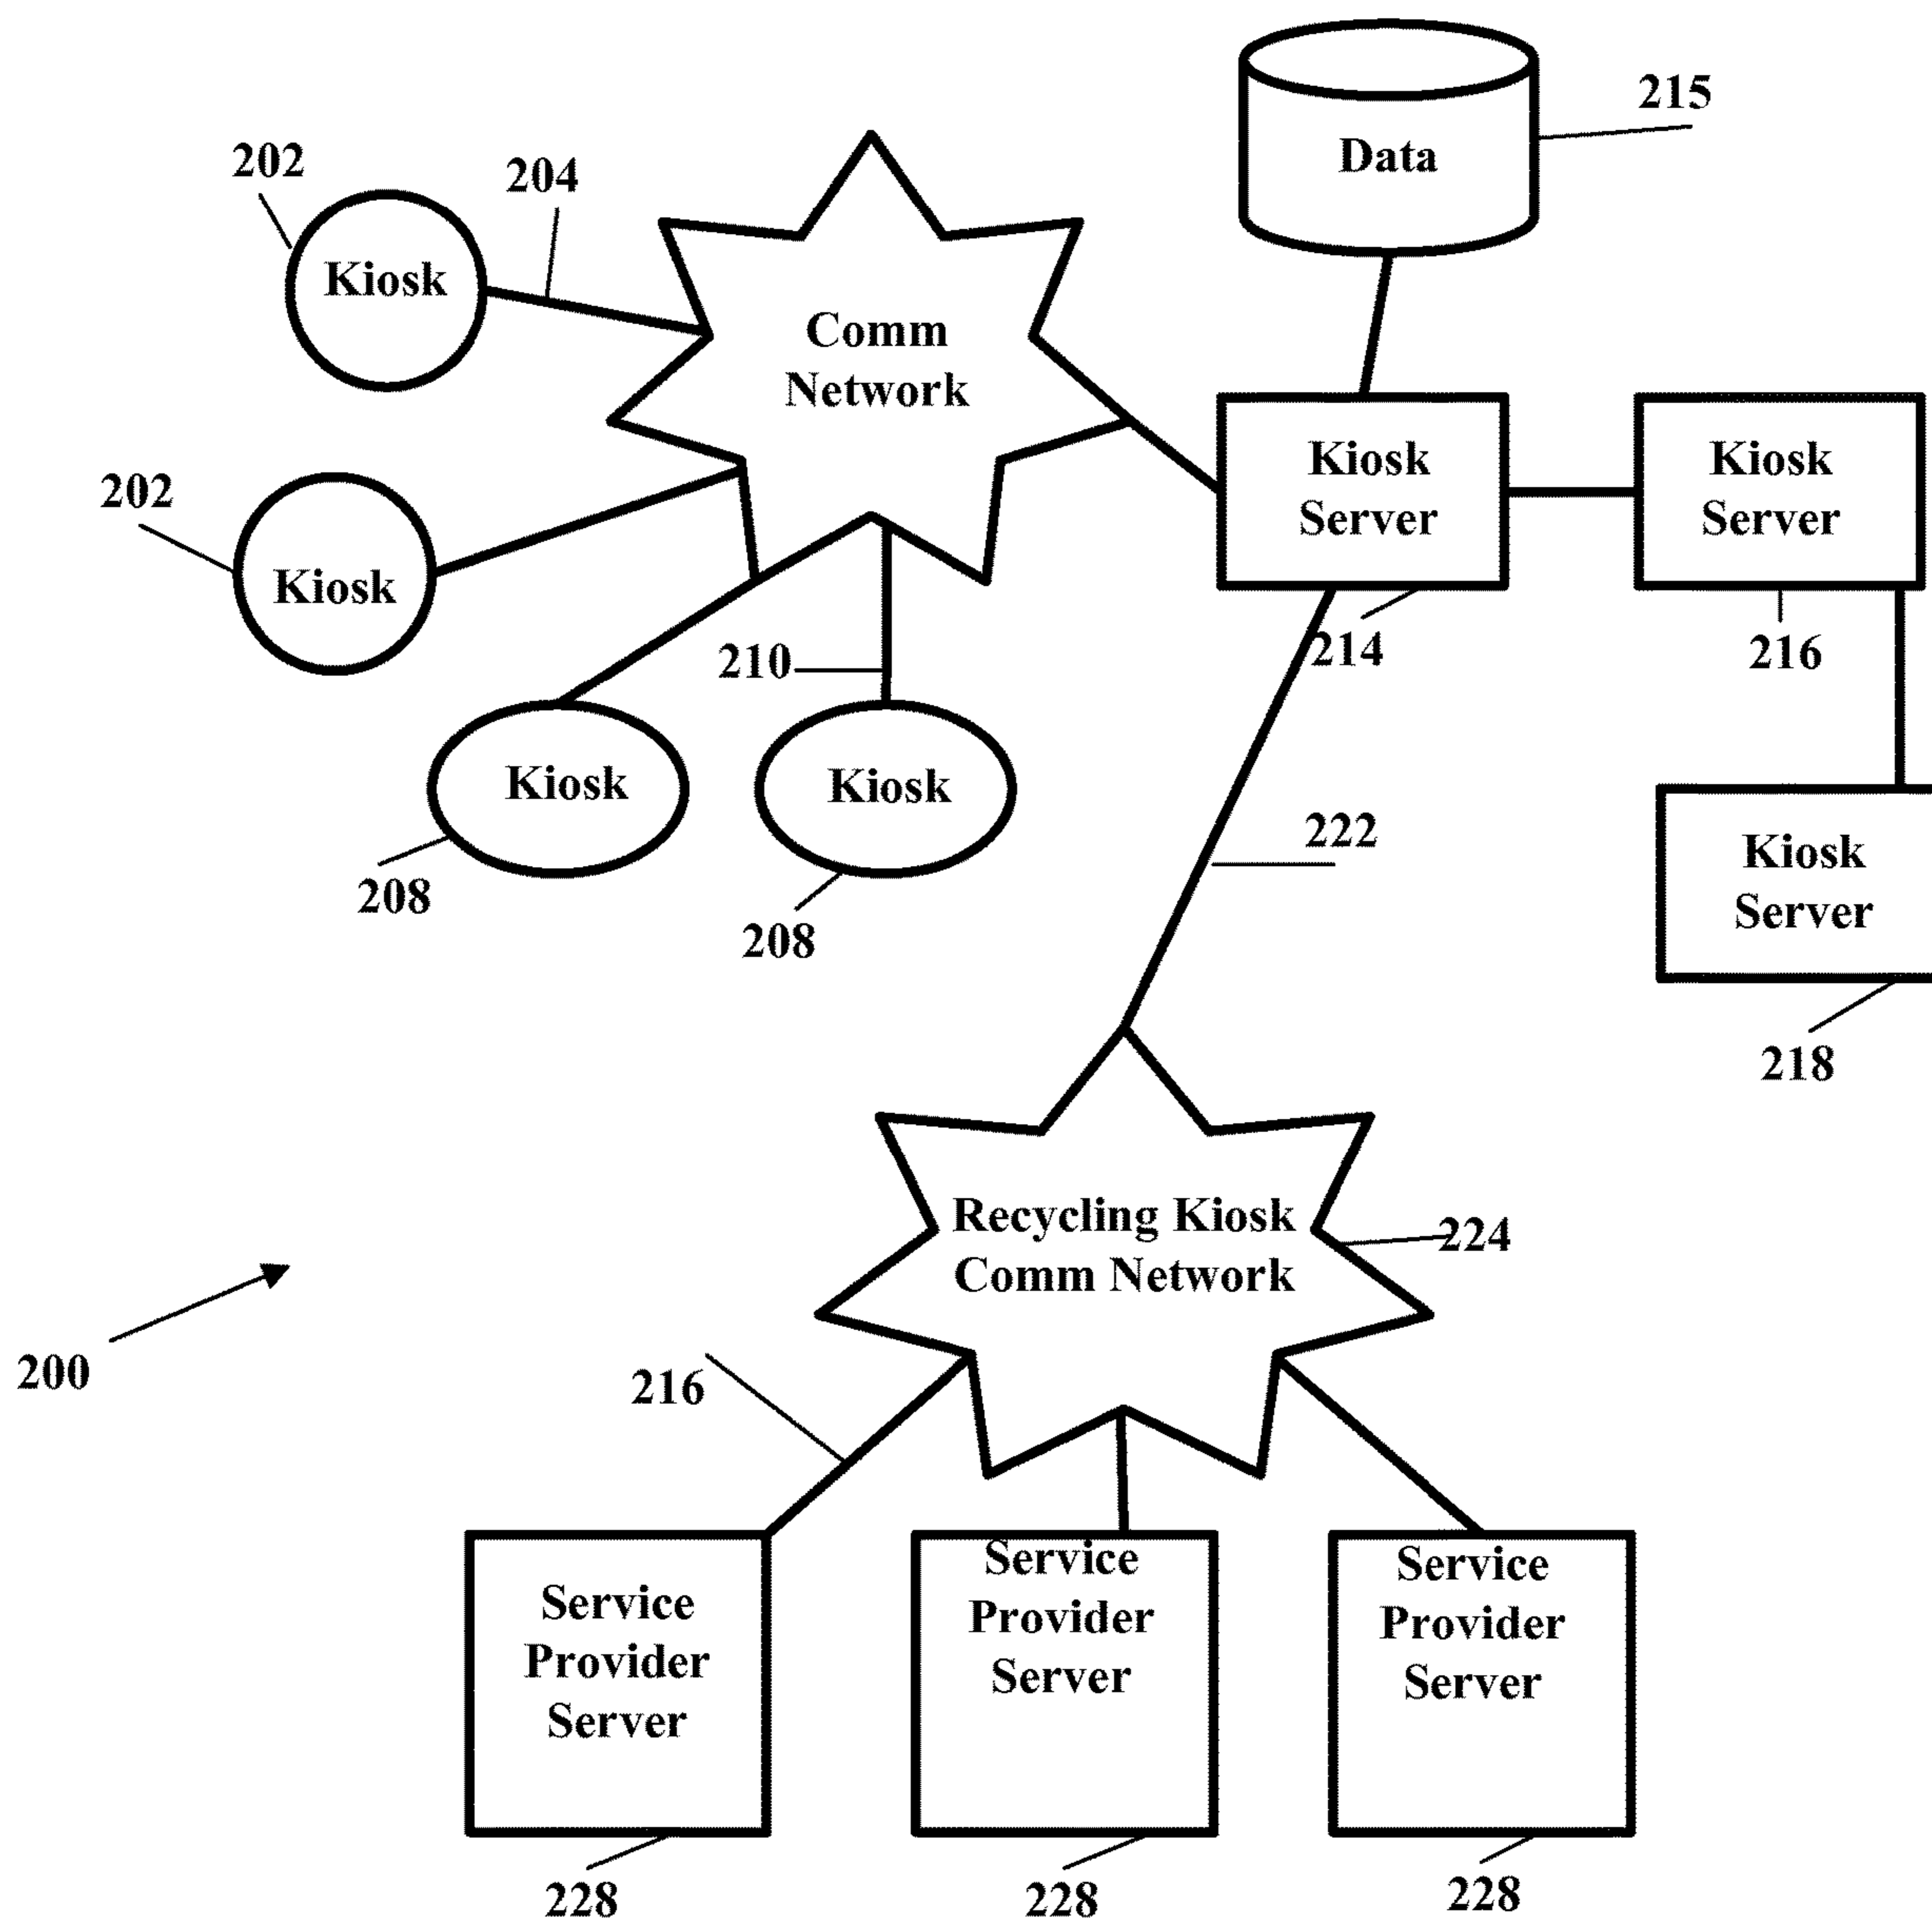 215
Data
202
204
Kiosk
Comm
Network
Kiosk
Server
Kiosk
Server
202
Kiosk
210
214
216
Kiosk
Kiosk
222
208
208
Kiosk
Server
218
Recycling Kiosk
Comm Network
224
200
216
Service
Provider
Server
Service
Provider
Server
Service
Provider
Server
228
228
228